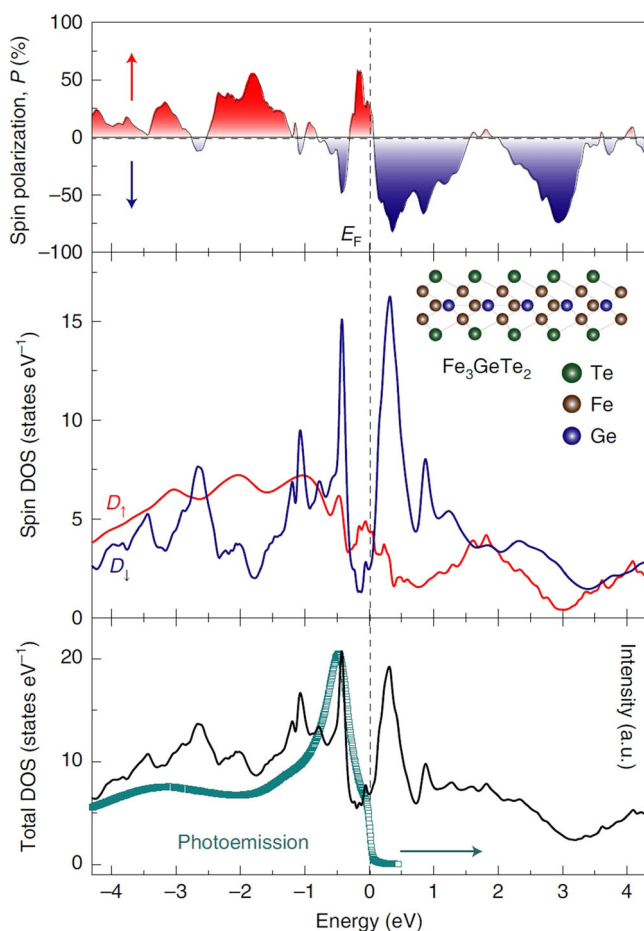 Spin polarization, P (%)
100
50
0
−50
−100
E_F
Spin DOS (states eV⁻¹)
15
10
5
0
D↑
D↓
Fe₃GeTe₂
Te
Fe
Ge
Total DOS (states eV⁻¹)
20
10
0
Intensity (a.u.)
Photoemission
−4 −3 −2 −1 0 1 2 3 4
Energy (eV)